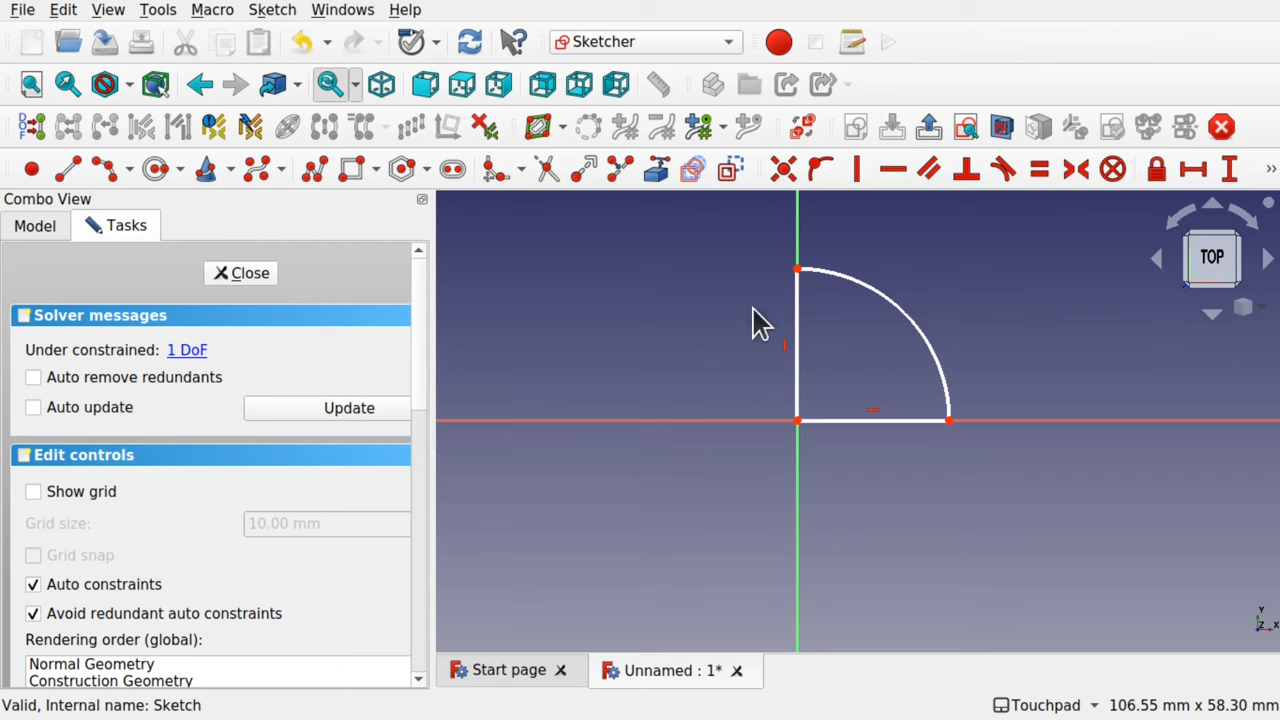 File Edit View Tools Macro Sketch Windows Help
Sketcher
Combo View
Model Tasks
Close
TOP
Solver messages
Under constrained: 1 DoF
Auto remove redundants
Auto update Update
Edit controls
Show grid
Grid size: 10.00 mm
Grid snap
Auto constraints
Avoid redundant auto constraints
Rendering order (global):
Normal Geometry
Construction Geometry
Y
Z X
Start page Unnamed : 1*
Valid, Internal name: Sketch Touchpad 106.55 mm x 58.30 mm